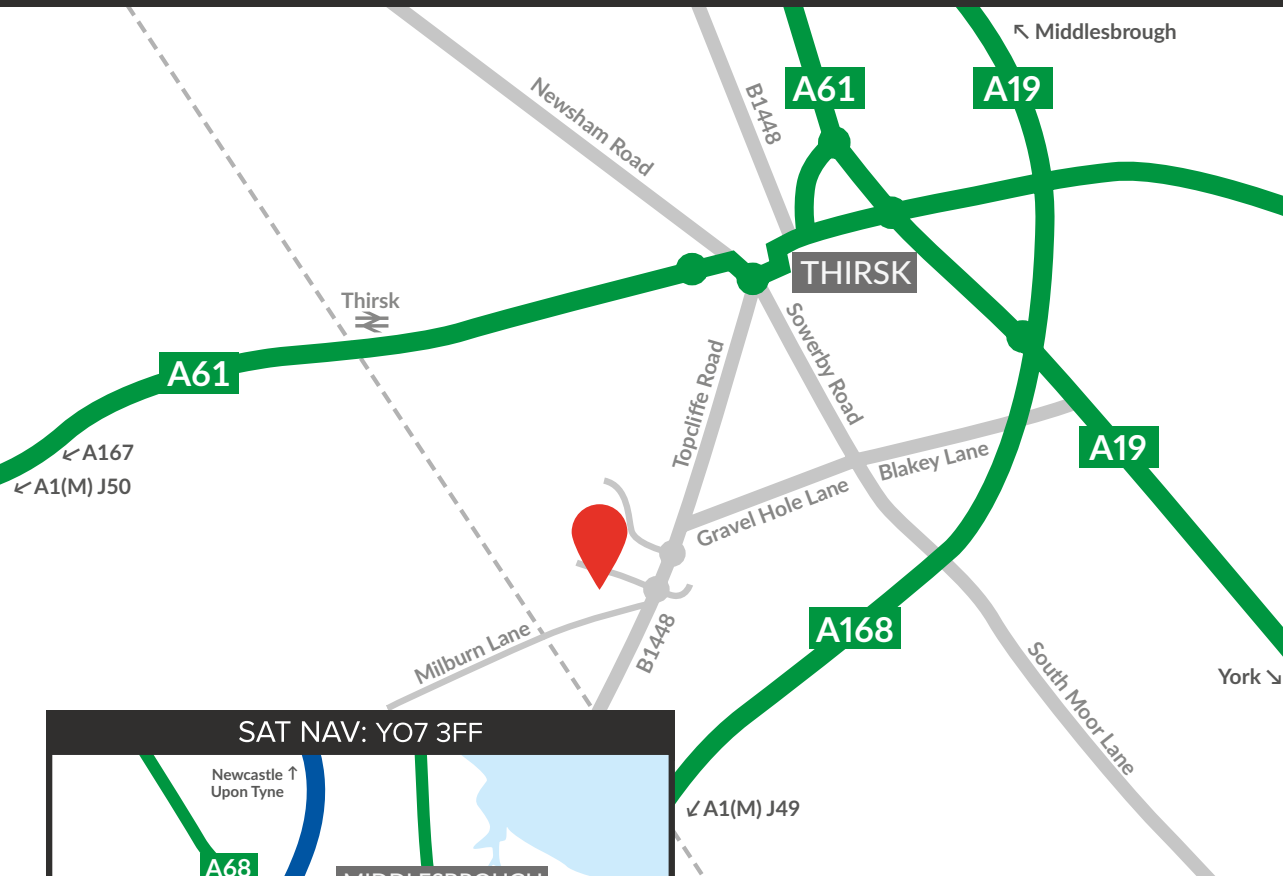 Middlesbrough
A61
A19
B1448
Newsham Road
THIRSK
Thirsk
Sowerby Road
A61
Topcliffe Road
A167
A1(M) J50
Blakey Lane
A19
Gravel Hole Lane
A168
Milburn Lane
B1448
South Moor Lane
York
SAT NAV: YO7 3FF
Newcastle
Upon Tyne
A1(M) J49
A68
MIDDLESBROUGH